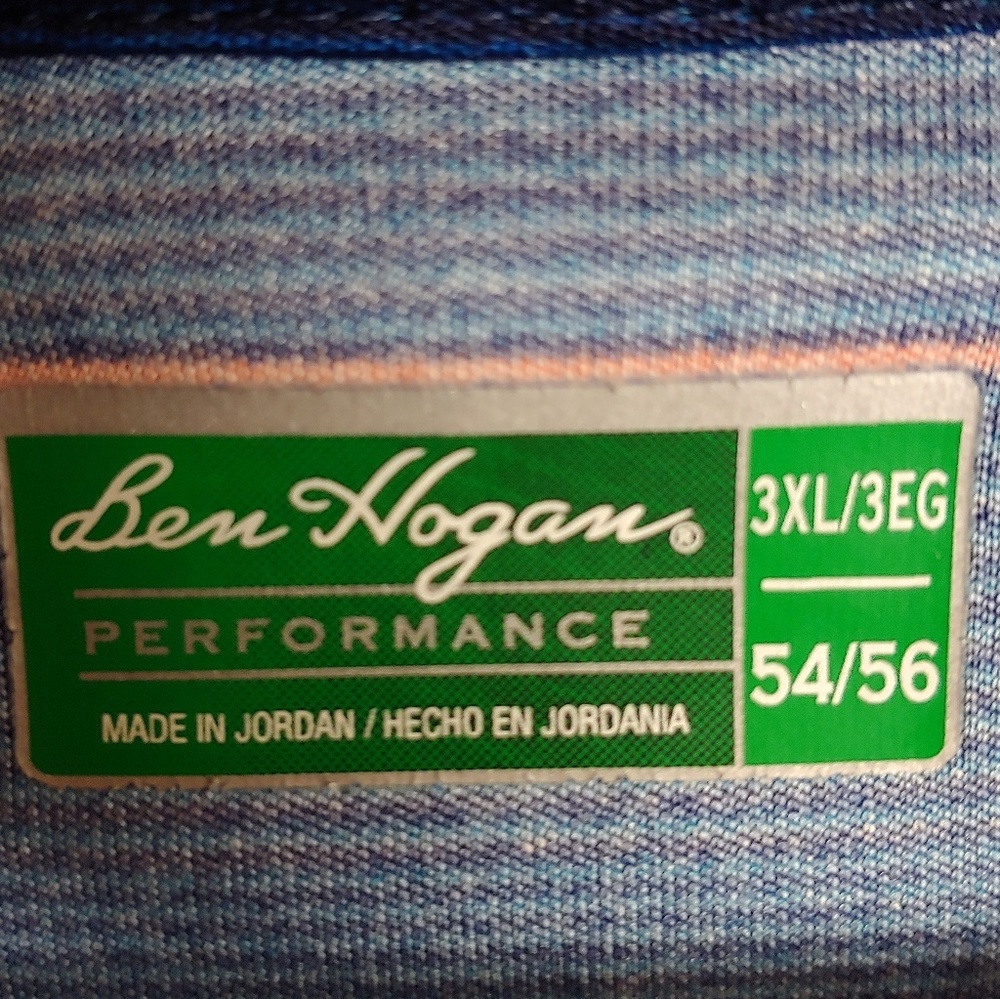 Ben Hogan®
PERFORMANCE
MADE IN JORDAN / HECHO EN JORDANIA
3XL/3EG
54/56